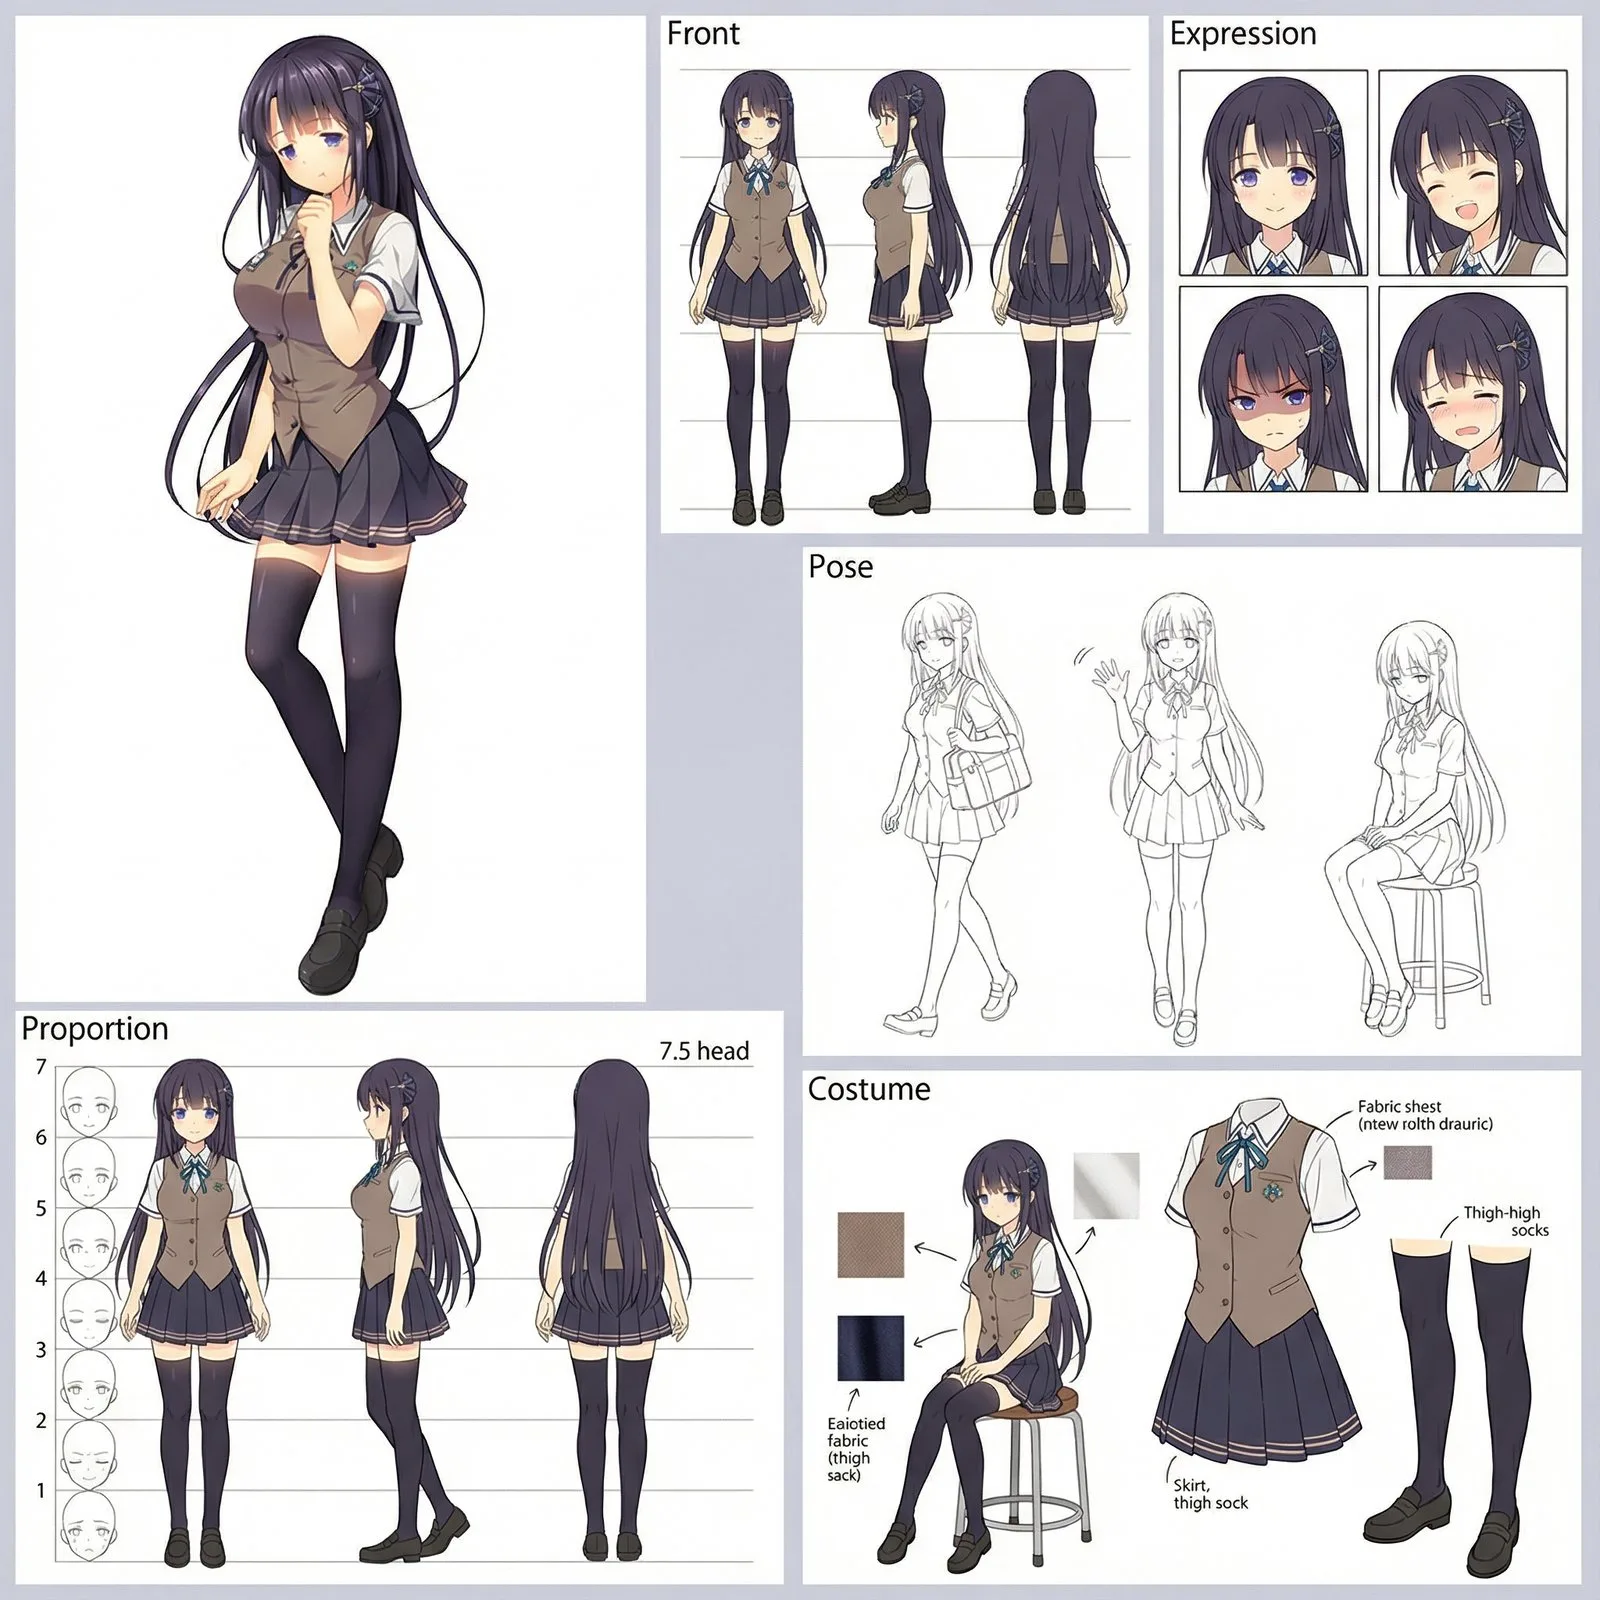 Front
Expression
Pose
Proportion
7.5 head
7
6
5
4
3
2
1
Costume
Fabric shest
(ntew rolth drauric)
Thigh-high
socks
Eaiotied
fabric
(thigh
sack)
Skirt,
thigh sock